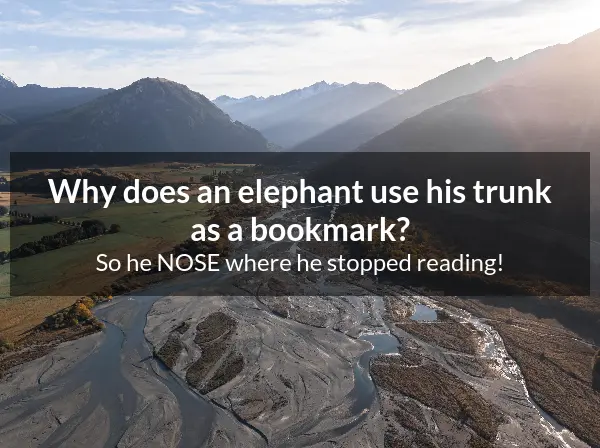 Why does an elephant use his trunk
as a bookmark?
So he NOSE where he stopped reading!